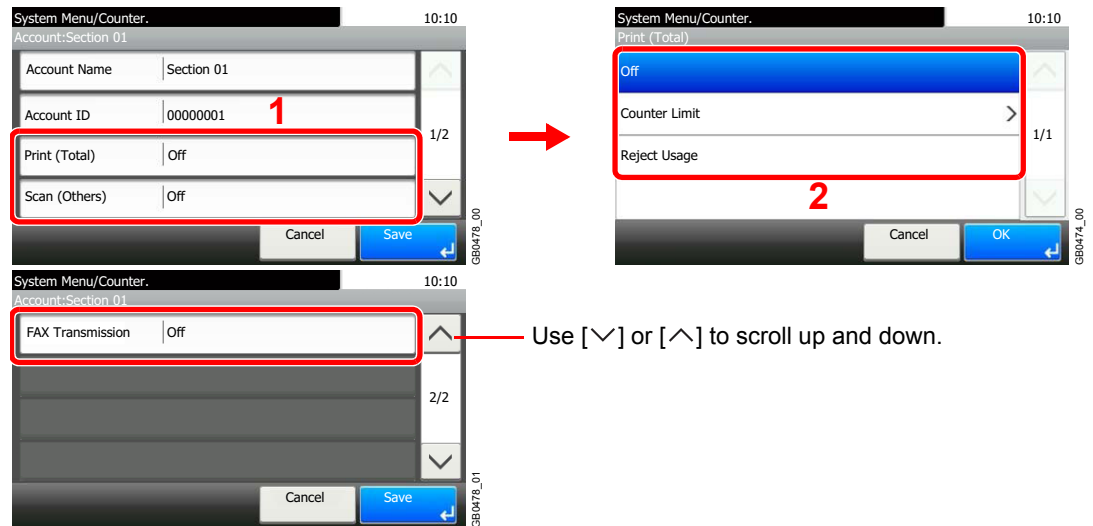 System Menu/Counter. 10:10
Account:Section 01
Account Name Section 01
Account ID 00000001
1
1/2
Print (Total) Off
Scan (Others) Off
Cancel Save
GB0478_00
System Menu/Counter. 10:10
Print (Total)
Off
Counter Limit
1/1
Reject Usage
2
Cancel OK
GB0474_00
System Menu/Counter. 10:10
Account:Section 01
FAX Transmission Off
2/2
Cancel Save
GB0478_01
Use [∨] or [∧] to scroll up and down.